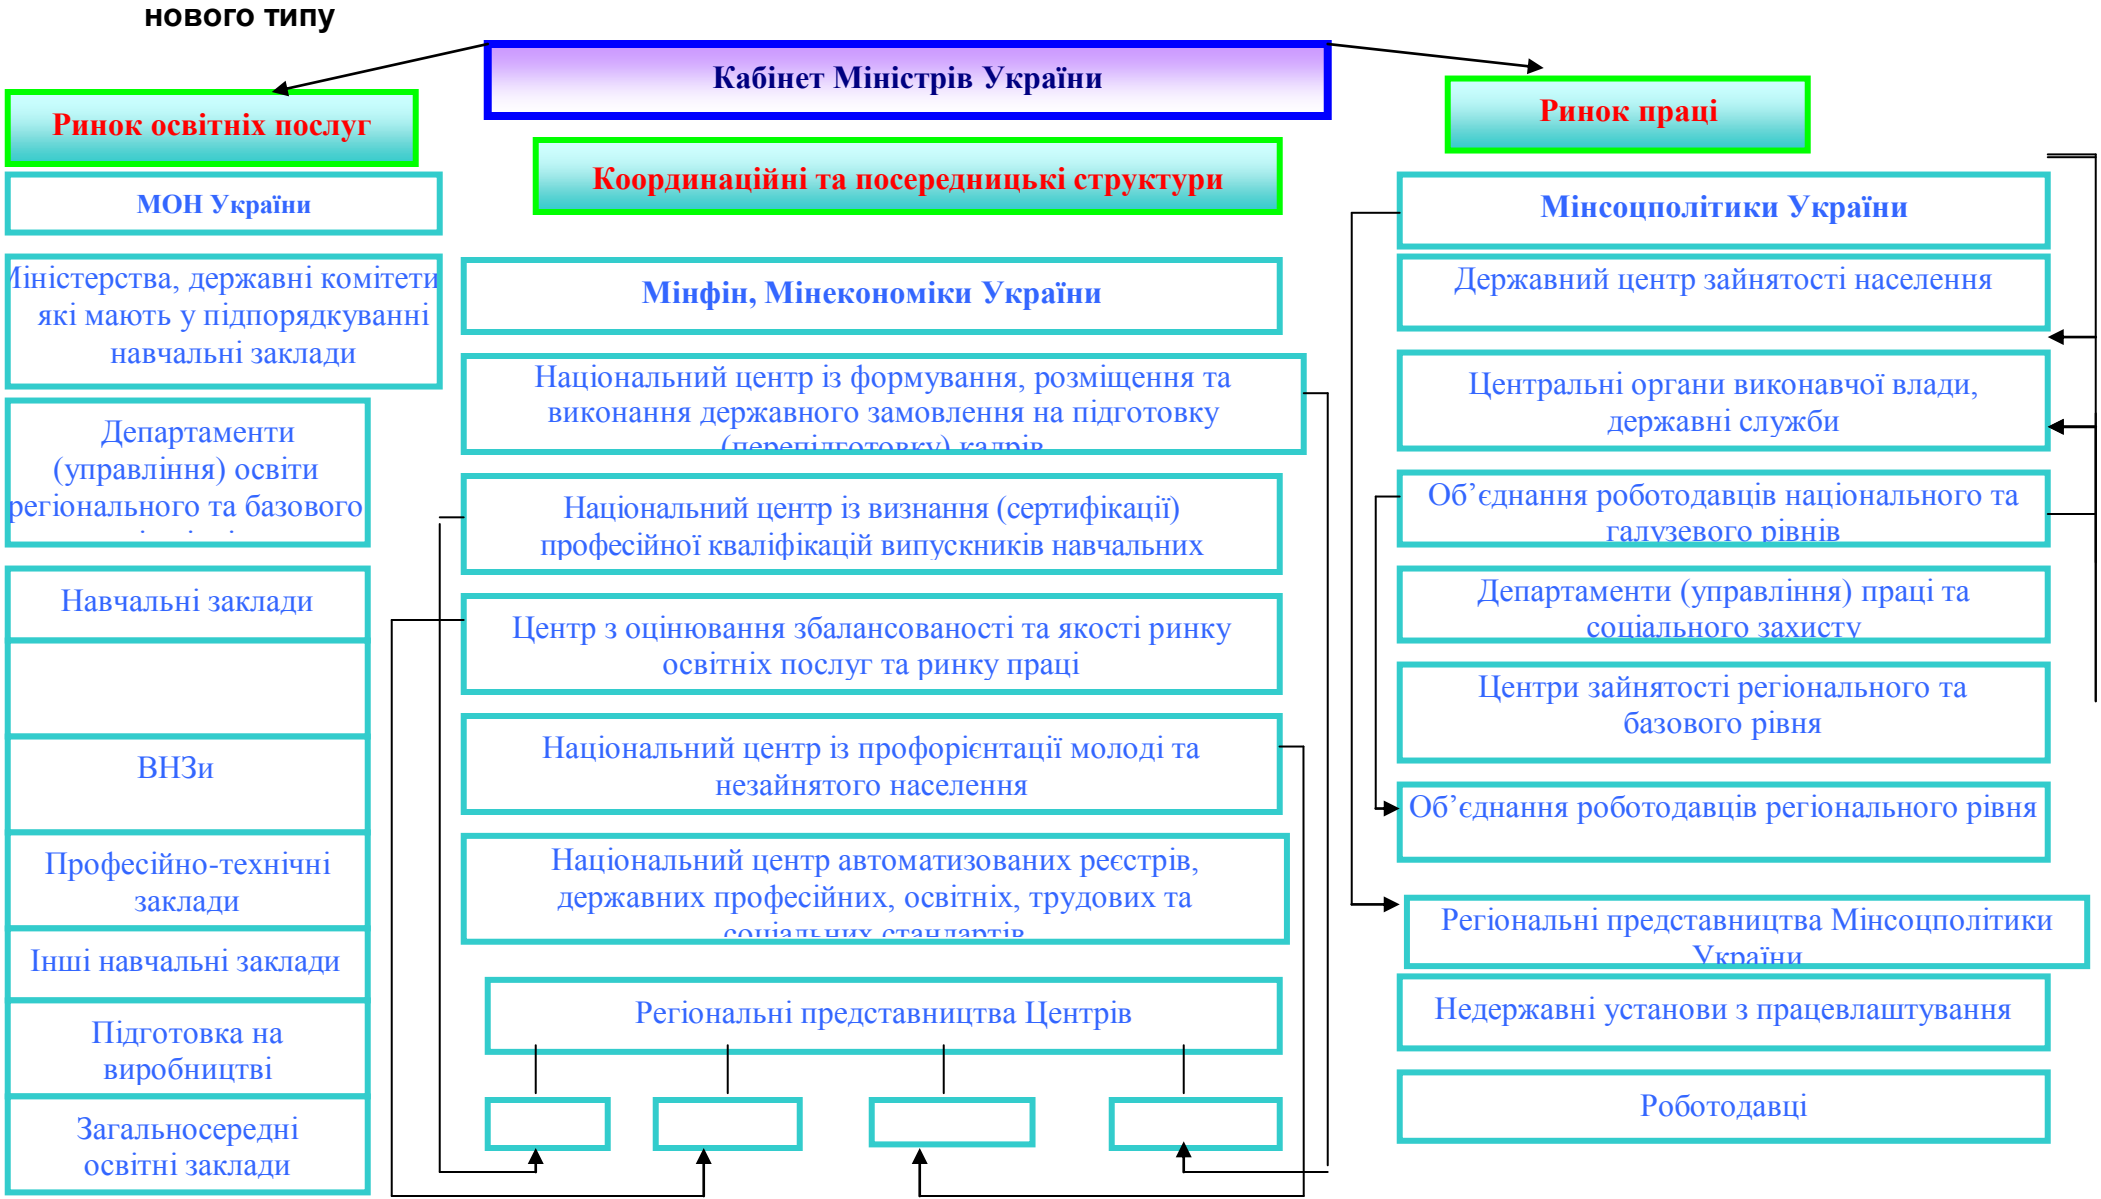 нового типу
Кабінет Міністрів України
Ринок освітніх послуг
Ринок праці
Координаційні та посередницькі структури
МОН України
Міністерства, державні комітети
які мають у підпорядкуванні
навчальні заклади
Департаменти
(управління) освіти
регіонального та базового
Навчальні заклади
ВНЗи
Професійно-технічні
заклади
Інші навчальні заклади
Підготовка на
виробництві
Загальносередні
освітні заклади
Мінфін, Мінекономіки України
Національний центр із формування, розміщення та
виконання державного замовлення на підготовку
(перепідготовку) кадрів
Національний центр із визнання (сертифікації)
професійної кваліфікацій випускників навчальних
Центр з оцінювання збалансованості та якості ринку
освітніх послуг та ринку праці
Національний центр із профорієнтації молоді та
незайнятого населення
Національний центр автоматизованих реєстрів,
державних професійних, освітніх, трудових та
соціальних стандартів
Регіональні представництва Центрів
Мінсоцполітики України
Державний центр зайнятості населення
Центральні органи виконавчої влади,
державні служби
Об’єднання роботодавців національного та
галузевого рівнів
Департаменти (управління) праці та
соціального захисту
Центри зайнятості регіонального та
базового рівня
Об’єднання роботодавців регіонального рівня
Регіональні представництва Мінсоцполітики
України
Недержавні установи з працевлаштування
Роботодавці